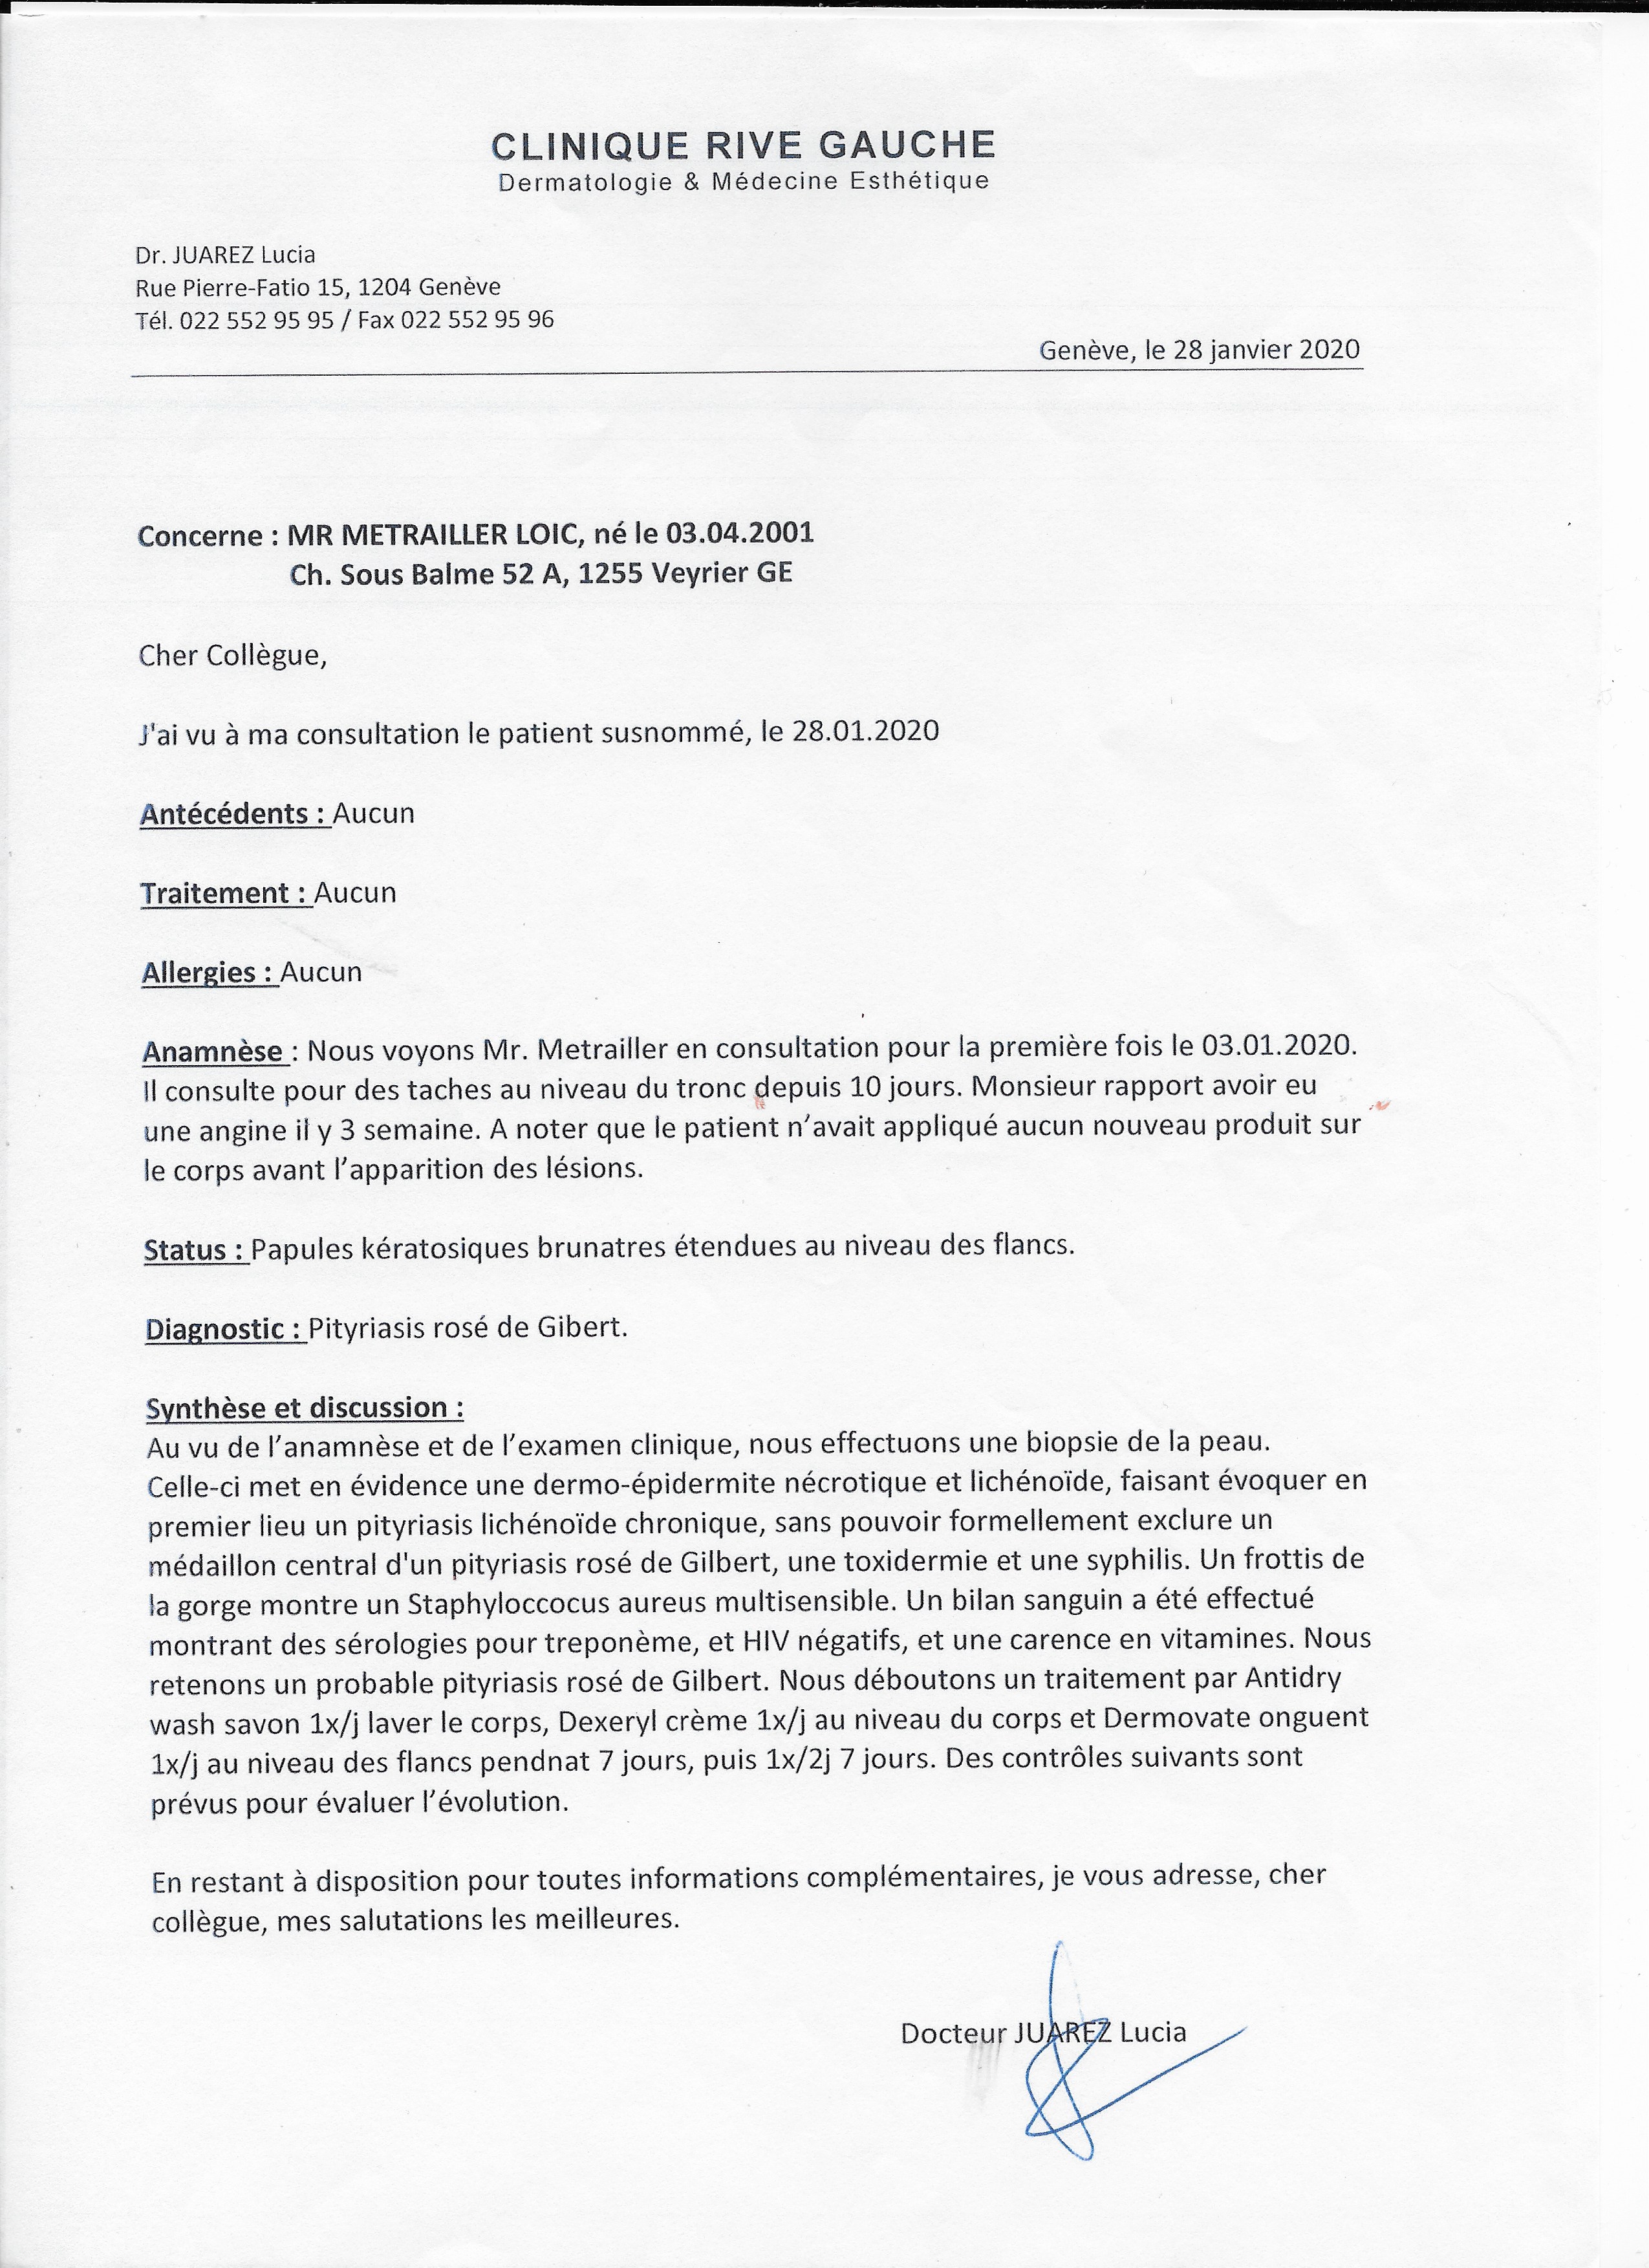 CLINIQUE RIVE GAUCHE
Dermatologie & Médecine Esthétique
Dr. JUAREZ Lucia
Rue Pierre-Fatio 15, 1204 Genève
Tél. 022 552 95 95 / Fax 022 552 95 96
Genève, le 28 janvier 2020
Concerne : MR METRAILLER LOIC, né le 03.04.2001
Ch. Sous Balme 52 A, 1255 Veyrier GE
Cher Collègue,
J'ai vu à ma consultation le patient susnommé, le 28.01.2020
Antécédents : Aucun
Traitement : Aucun
Allergies : Aucun
Anamnèse : Nous voyons Mr. Metrailler en consultation pour la première fois le 03.01.2020.
Il consulte pour des taches au niveau du tronc depuis 10 jours. Monsieur rapport avoir eu
une angine il y 3 semaine. A noter que le patient n’avait appliqué aucun nouveau produit sur
le corps avant l’apparition des lésions.
Status : Papules kératosiques brunatres étendues au niveau des flancs.
Diagnostic : Pityriasis rosé de Gibert.
Synthèse et discussion :
Au vu de l’anamnèse et de l’examen clinique, nous effectuons une biopsie de la peau.
Celle-ci met en évidence une dermo-épidermite nécrotique et lichénoïde, faisant évoquer en
premier lieu un pityriasis lichénoïde chronique, sans pouvoir formellement exclure un
médaillon central d'un pityriasis rosé de Gilbert, une toxidermie et une syphilis. Un frottis de
la gorge montre un Staphyloccocus aureus multisensible. Un bilan sanguin a été effectué
montrant des sérologies pour treponème, et HIV négatifs, et une carence en vitamines. Nous
retenons un probable pityriasis rosé de Gilbert. Nous déboutons un traitement par Antidry
wash savon 1x/j laver le corps, Dexeryl crème 1x/j au niveau du corps et Dermovate onguent
1x/j au niveau des flancs pendnat 7 jours, puis 1x/2j 7 jours. Des contrôles suivants sont
prévus pour évaluer l’évolution.
En restant à disposition pour toutes informations complémentaires, je vous adresse, cher
collègue, mes salutations les meilleures.
Docteur JUAREZ Lucia